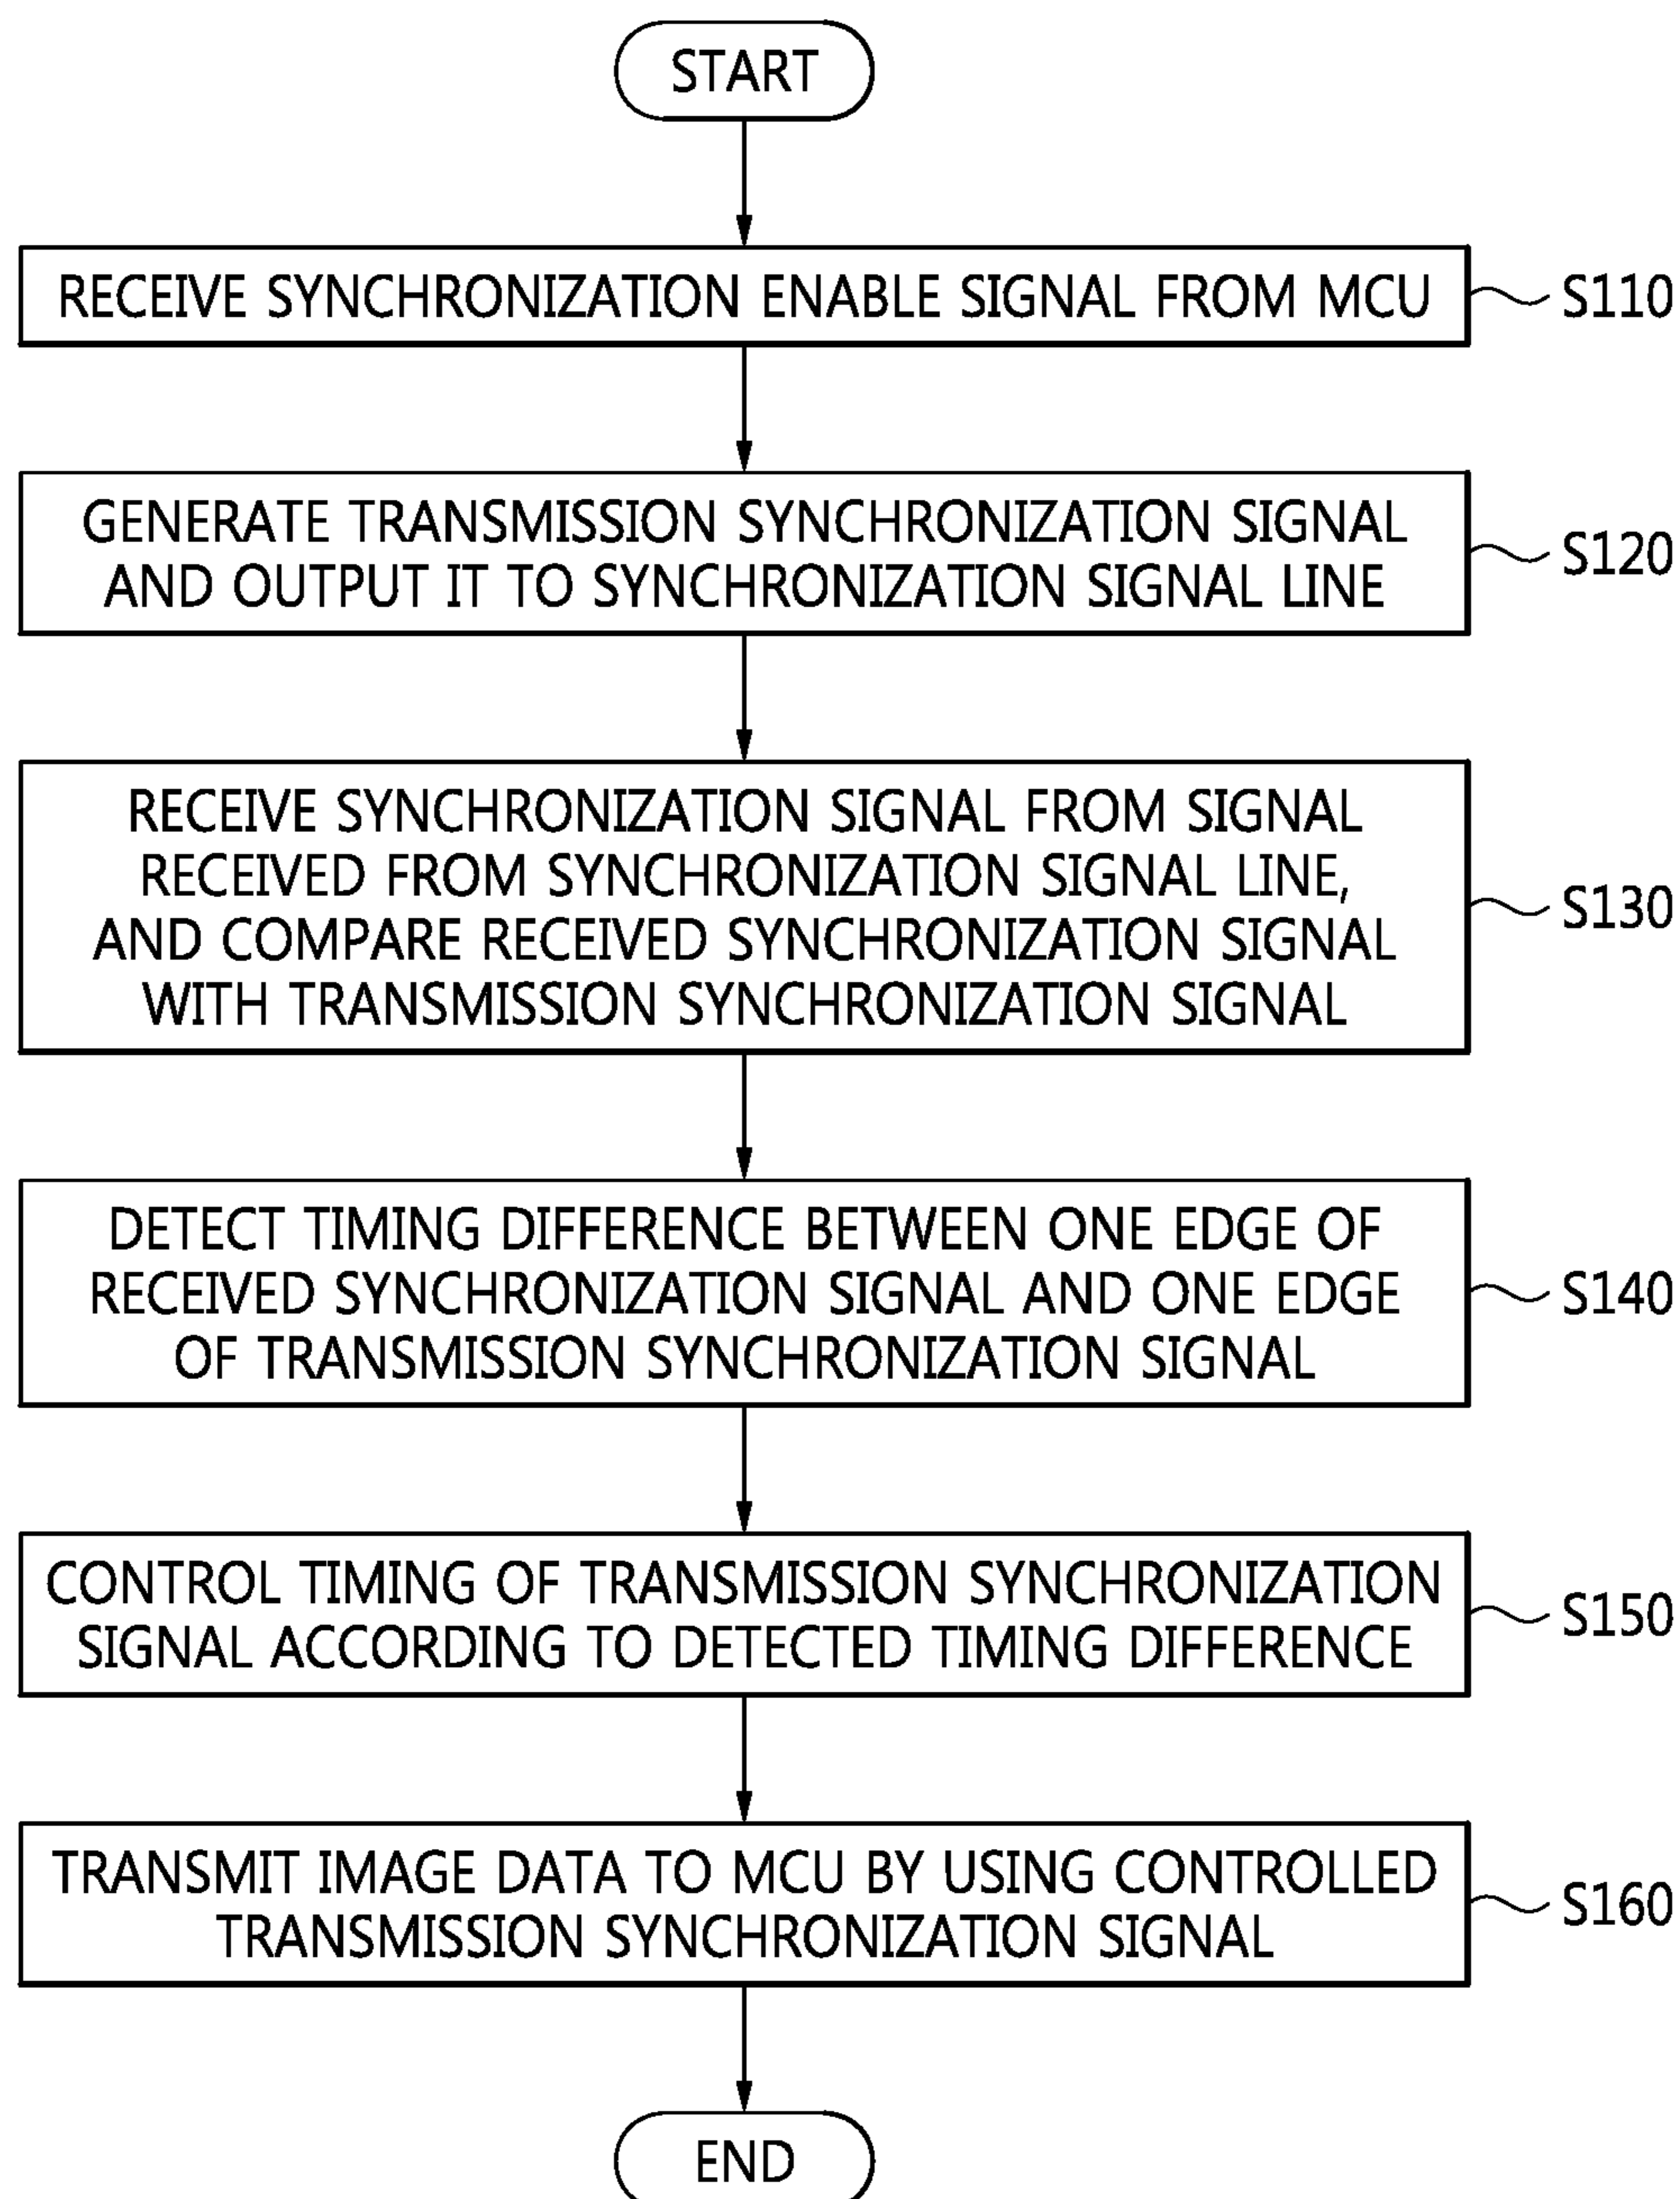 START
RECEIVE SYNCHRONIZATION ENABLE SIGNAL FROM MCU
S110
GENERATE TRANSMISSION SYNCHRONIZATION SIGNAL
AND OUTPUT IT TO SYNCHRONIZATION SIGNAL LINE
S120
RECEIVE SYNCHRONIZATION SIGNAL FROM SIGNAL
RECEIVED FROM SYNCHRONIZATION SIGNAL LINE,
AND COMPARE RECEIVED SYNCHRONIZATION SIGNAL
WITH TRANSMISSION SYNCHRONIZATION SIGNAL
S130
DETECT TIMING DIFFERENCE BETWEEN ONE EDGE OF
RECEIVED SYNCHRONIZATION SIGNAL AND ONE EDGE
OF TRANSMISSION SYNCHRONIZATION SIGNAL
S140
CONTROL TIMING OF TRANSMISSION SYNCHRONIZATION
SIGNAL ACCORDING TO DETECTED TIMING DIFFERENCE
S150
TRANSMIT IMAGE DATA TO MCU BY USING CONTROLLED
TRANSMISSION SYNCHRONIZATION SIGNAL
S160
END